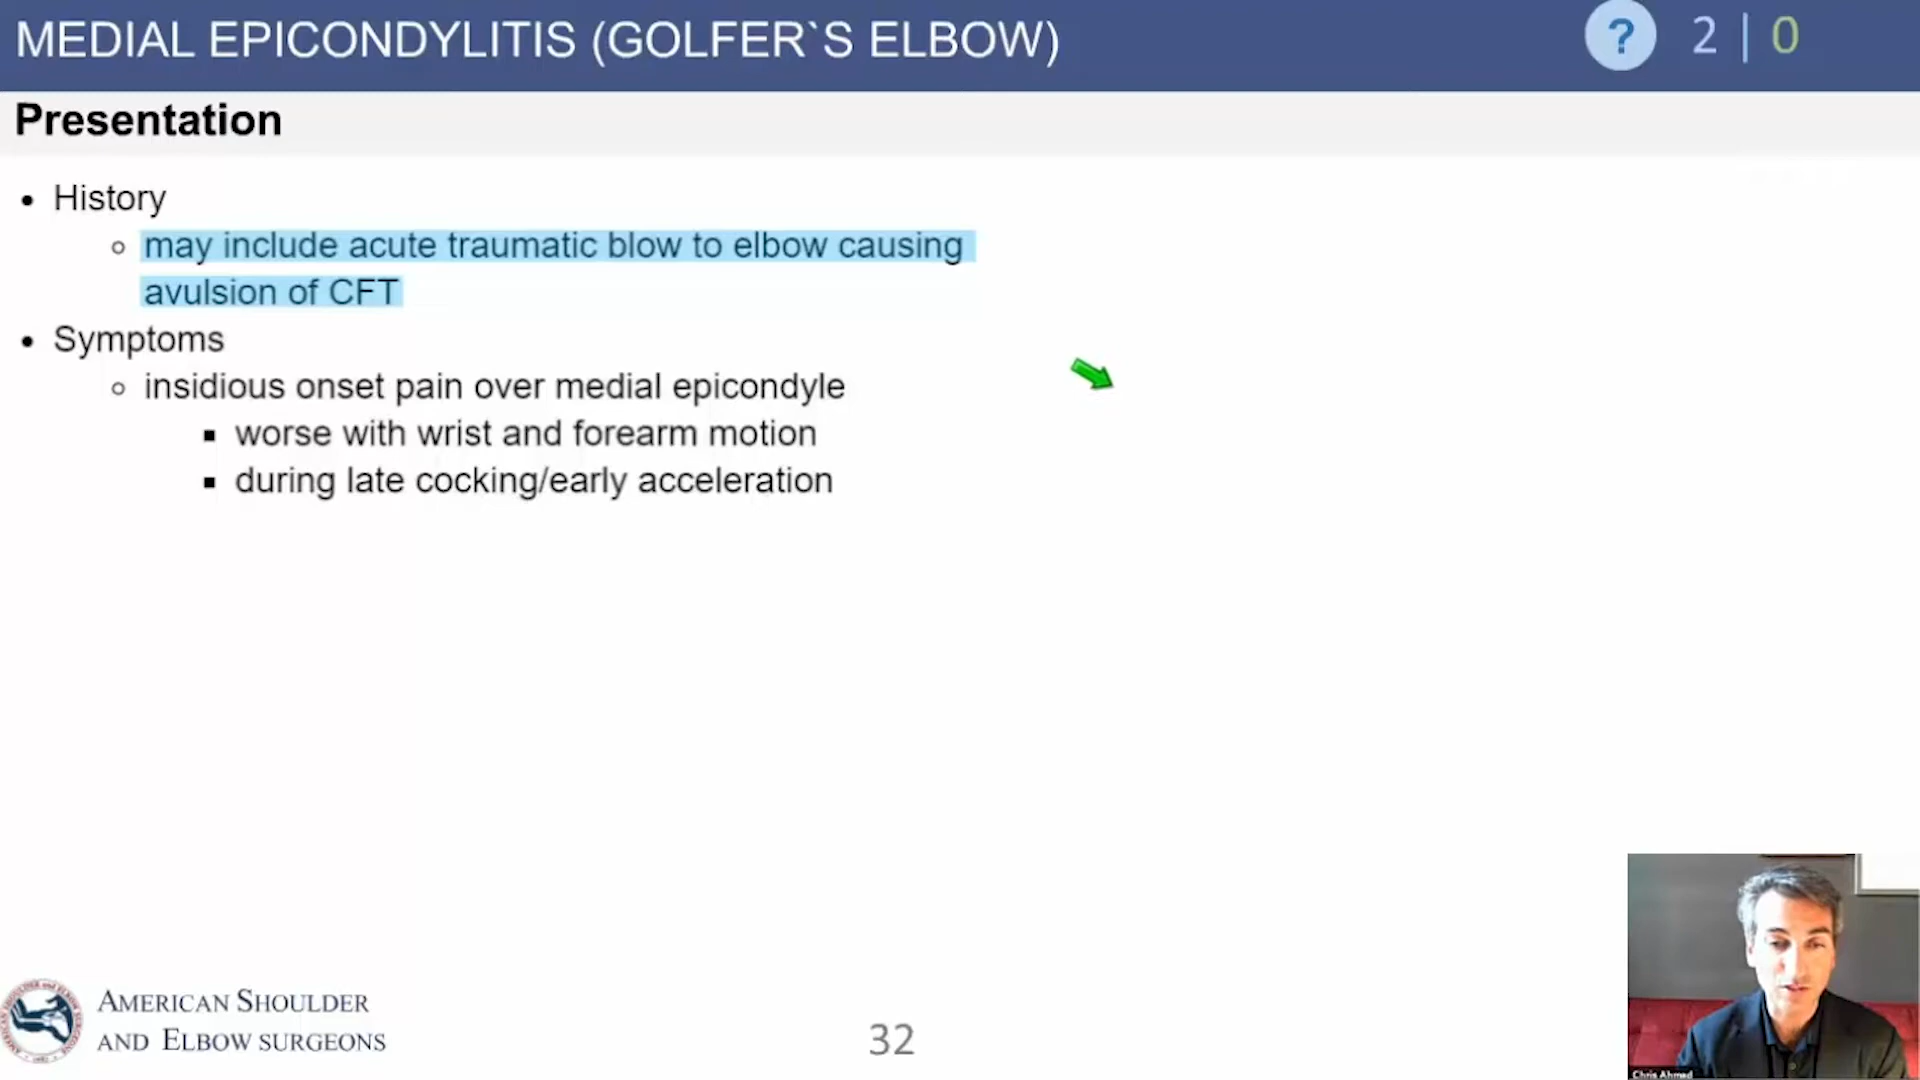 MEDIAL EPICONDYLITIS (GOLFER`S ELBOW)
? 2 | 0
Presentation
• History
○ may include acute traumatic blow to elbow causing
avulsion of CFT
• Symptoms
○ insidious onset pain over medial epicondyle
▪ worse with wrist and forearm motion
▪ during late cocking/early acceleration
AMERICAN SHOULDER
AND ELBOW SURGEONS
32
Chris Ahmad